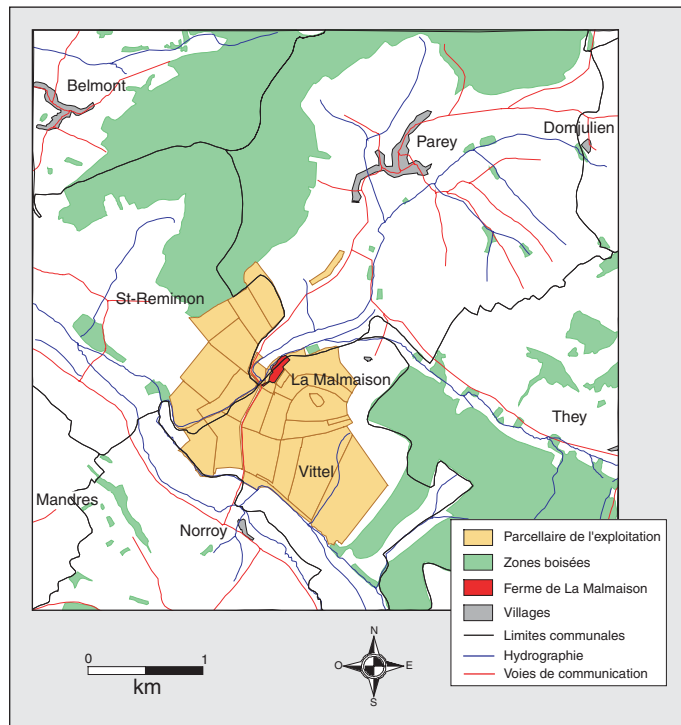 Belmont
Parey
Domjulien
St-Remimon
La Malmaison
They
Vittel
Mandres
Norroy
Parcellaire de l'exploitation
Zones boisées
Ferme de La Malmaison
Villages
Limites communales
Hydrographie
Voies de communication
0 1
km
N
O E
S